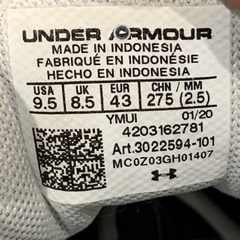 UNDER ARMOUR
MADE IN INDONESIA
FABRIQUÉ EN INDONÉSIE
HECHO EN INDONESIA
USA UK EUR CHN / MM
9.5 8.5 43 275 (2.5)
YMUI 01/20
4203162781
Art.3022594-101
MC0Z03GH01407